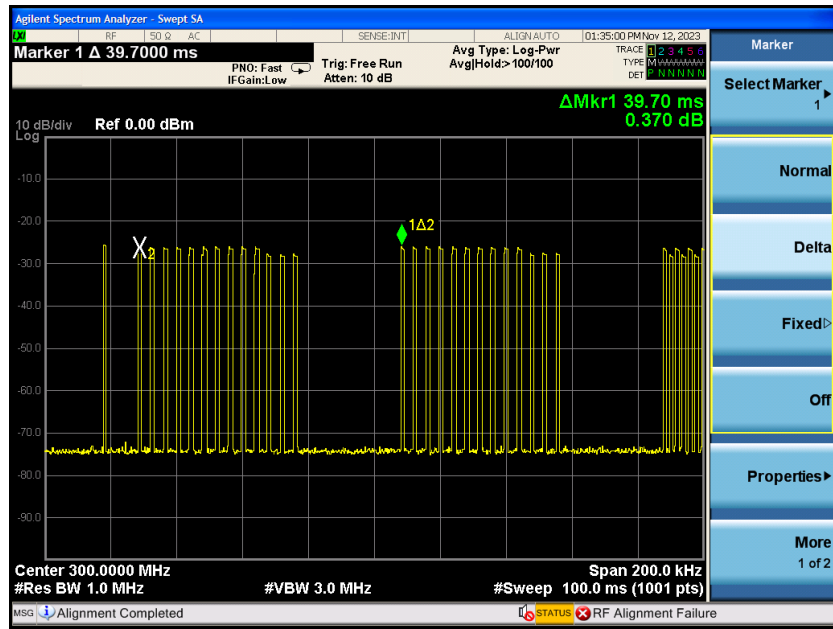 Agilent Spectrum Analyzer - Swept SA
LXI RF 50 Ω AC SENSE:INT ALIGN AUTO 01:35:00 PM Nov 12, 2023
Marker 1 Δ 39.7000 ms
PNO: Fast
IFGain:Low
Trig: Free Run
Atten: 10 dB
Avg Type: Log-Pwr
Avg|Hold:>100/100
TRACE 1 2 3 4 5 6
TYPE M
DET P N N N N N
ΔMkr1 39.70 ms
0.370 dB
10 dB/div Ref 0.00 dBm
Log
-10.0
-20.0
-30.0
-40.0
-50.0
-60.0
-70.0
-80.0
-90.0
X2
1Δ2
Center 300.0000 MHz Span 200.0 kHz
#Res BW 1.0 MHz #VBW 3.0 MHz #Sweep 100.0 ms (1001 pts)
MSG Alignment Completed STATUS RF Alignment Failure
Marker
Select Marker
1
Normal
Delta
Fixed
Off
Properties
More
1 of 2